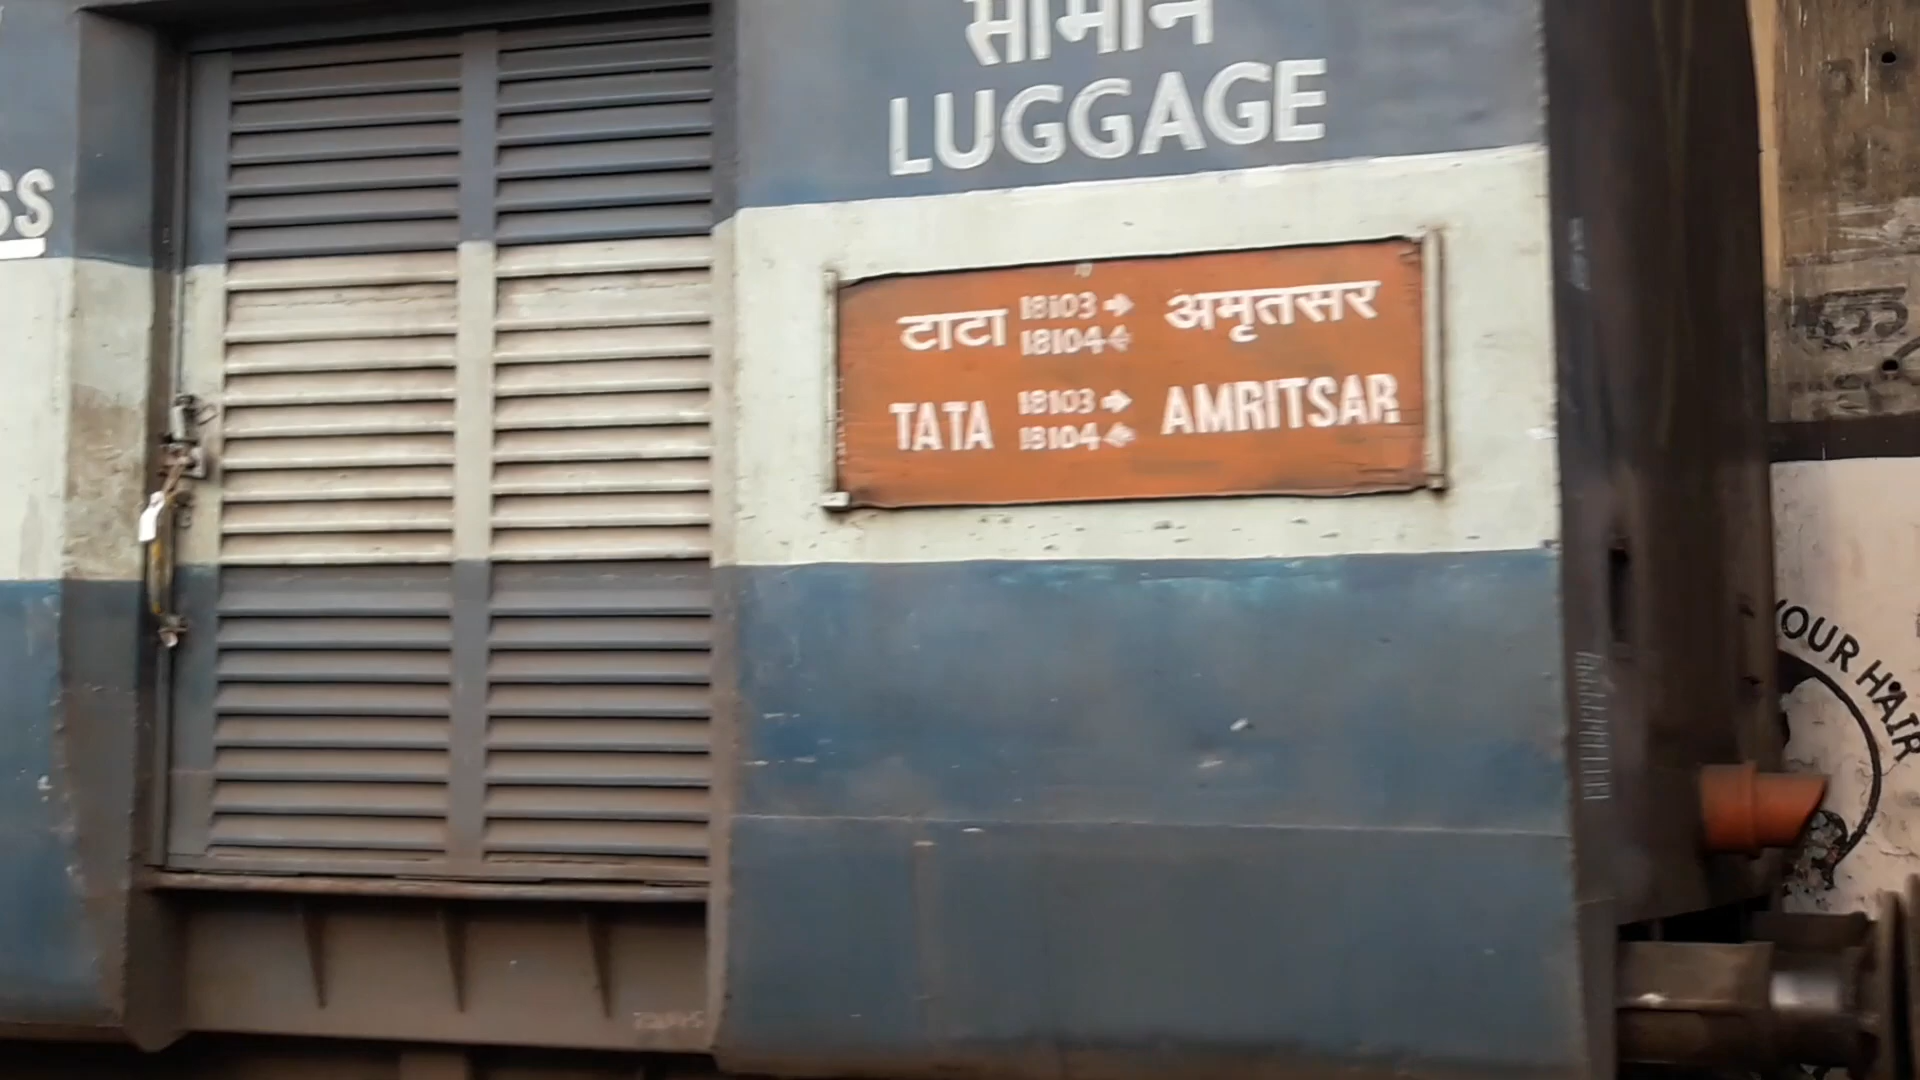 सामान
LUGGAGE
SS
टाटा 18103 → अमृतसर
18104 ←
TATA 18103 → AMRITSAR
18104 ←
YOUR HAIR